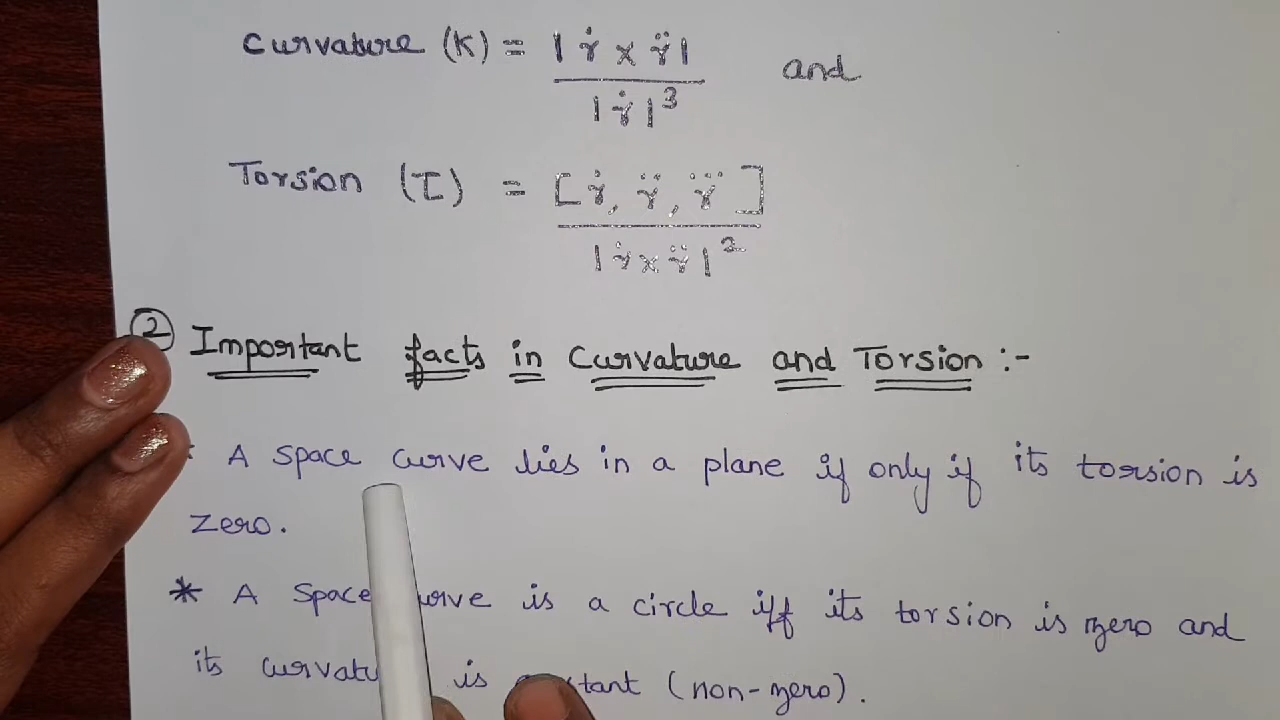 Curvature (K) = |ṙ × r̈| / |ṙ|³ and
Torsion (τ) = [ṙ, r̈, r⃛] / |ṙ×r̈|²
② Important facts in Curvature and Torsion :-
* A space curve lies in a plane if only if its torsion is
zero.
* A space curve is a circle iff its torsion is zero and
its is (non-zero).